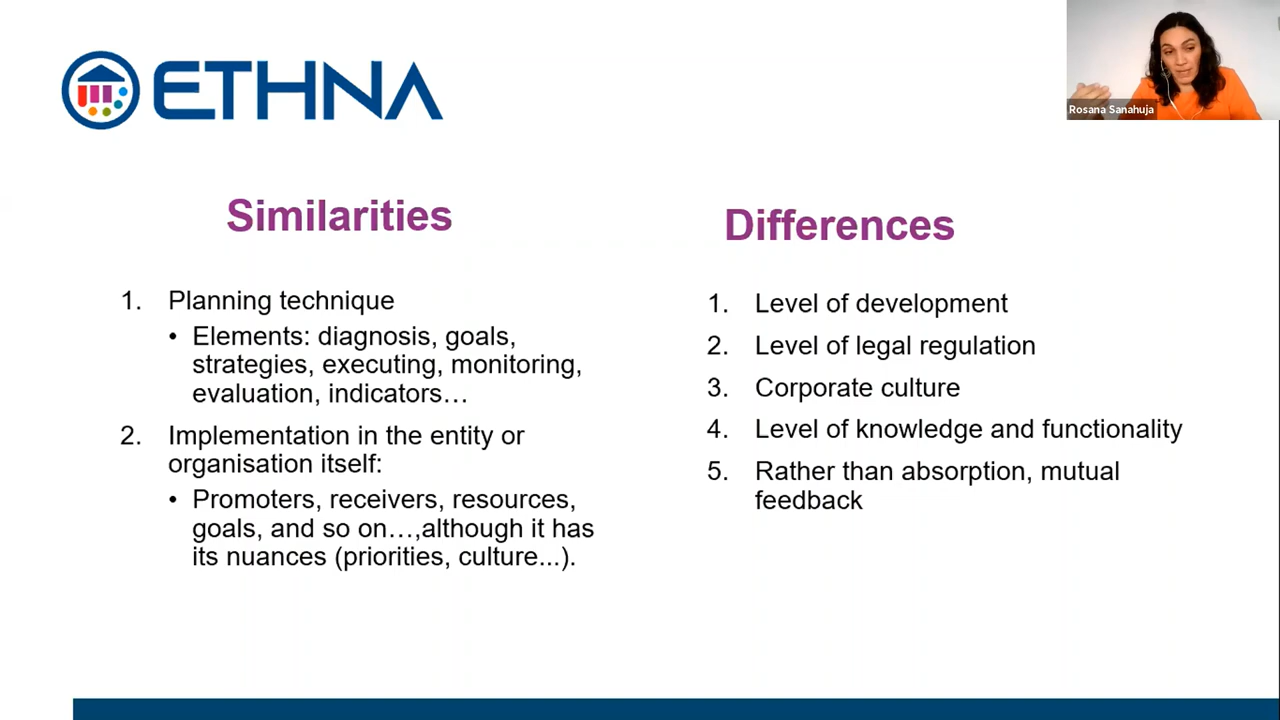 ETHNA
Rosana Sanahuja
Similarities
1. Planning technique
• Elements: diagnosis, goals,
strategies, executing, monitoring,
evaluation, indicators…
2. Implementation in the entity or
organisation itself:
• Promoters, receivers, resources,
goals, and so on…,although it has
its nuances (priorities, culture...).
Differences
1. Level of development
2. Level of legal regulation
3. Corporate culture
4. Level of knowledge and functionality
5. Rather than absorption, mutual
feedback